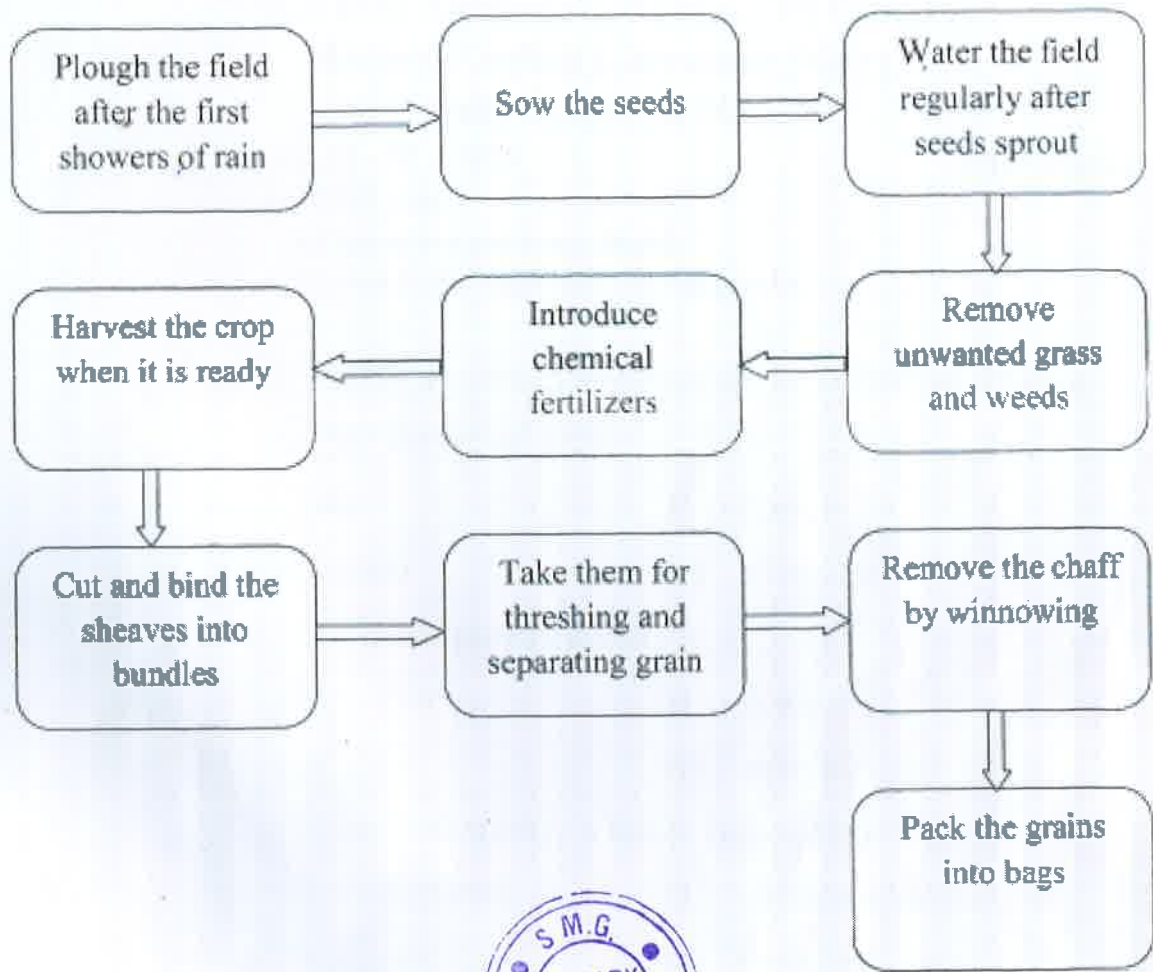 Plough the field
after the first
showers of rain
Sow the seeds
Water the field
regularly after
seeds sprout
Remove
unwanted grass
and weeds
Introduce
chemical
fertilizers
Harvest the crop
when it is ready
Cut and bind the
sheaves into
bundles
Take them for
threshing and
separating grain
Remove the chaff
by winnowing
Pack the grains
into bags
S M.G.